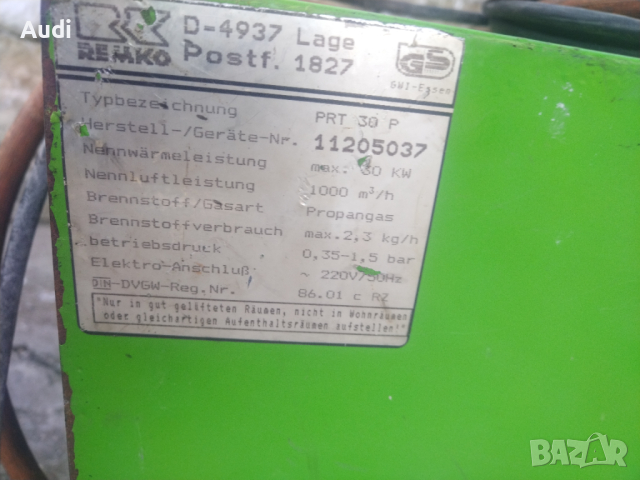 Audi
RK REMKO
D-4937 Lage
Postf. 1827
GS
GWI-Essen
Typbezeichnung PRT 30 P
Herstell-/Geräte-Nr. 11205037
Nennwärmeleistung max. 30 KW
Nennluftleistung 1000 m³/h
Brennstoff/Gasart Propangas
Brennstoffverbrauch max.2,3 kg/h
betriebsdruck 0,35-1,5 bar
Elektro-Anschluß ~ 220V/50Hz
DIN-DVGW-Reg.Nr. 86.01 c RZ
"Nur in gut gelüfteten Räumen, nicht in Wohnräumen
oder gleichartigen Aufenthaltsräumen aufstellen!"
BAZAR